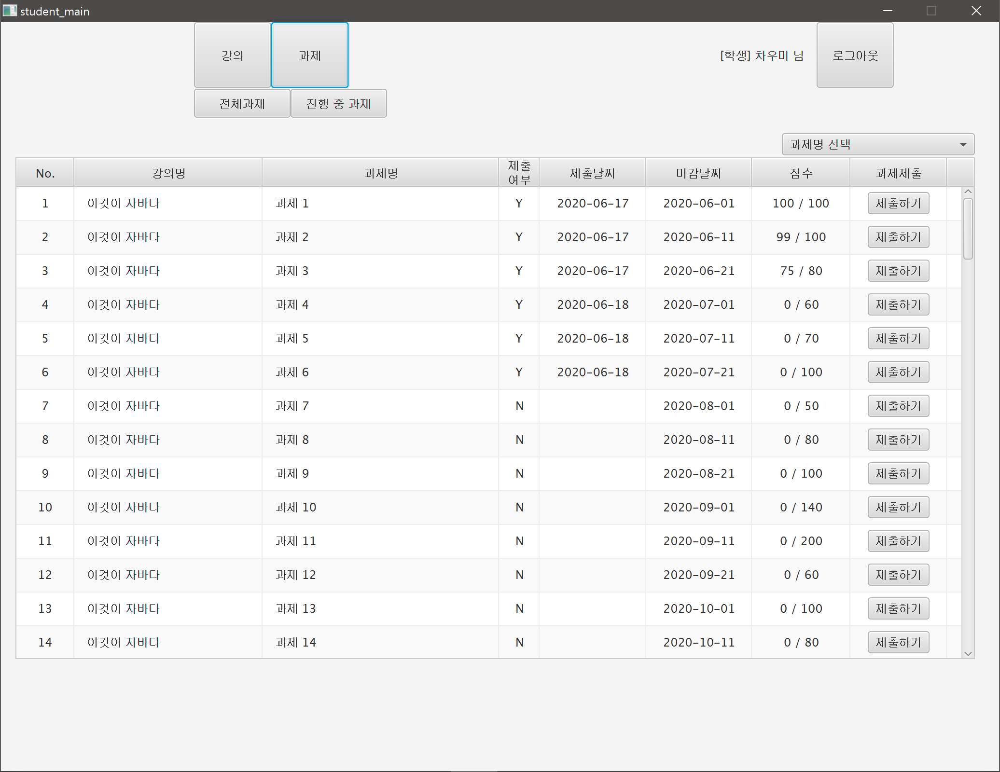 student_main
강의 과제 [학생] 차우미 님 로그아웃
전체과제 진행 중 과제
과제명 선택
No. 강의명 과제명 제출 여부 제출날짜 마감날짜 점수 과제제출
1 이것이 자바다 과제 1 Y 2020-06-17 2020-06-01 100 / 100 제출하기
2 이것이 자바다 과제 2 Y 2020-06-17 2020-06-11 99 / 100 제출하기
3 이것이 자바다 과제 3 Y 2020-06-17 2020-06-21 75 / 80 제출하기
4 이것이 자바다 과제 4 Y 2020-06-18 2020-07-01 0 / 60 제출하기
5 이것이 자바다 과제 5 Y 2020-06-18 2020-07-11 0 / 70 제출하기
6 이것이 자바다 과제 6 Y 2020-06-18 2020-07-21 0 / 100 제출하기
7 이것이 자바다 과제 7 N 2020-08-01 0 / 50 제출하기
8 이것이 자바다 과제 8 N 2020-08-11 0 / 80 제출하기
9 이것이 자바다 과제 9 N 2020-08-21 0 / 100 제출하기
10 이것이 자바다 과제 10 N 2020-09-01 0 / 140 제출하기
11 이것이 자바다 과제 11 N 2020-09-11 0 / 200 제출하기
12 이것이 자바다 과제 12 N 2020-09-21 0 / 60 제출하기
13 이것이 자바다 과제 13 N 2020-10-01 0 / 100 제출하기
14 이것이 자바다 과제 14 N 2020-10-11 0 / 80 제출하기